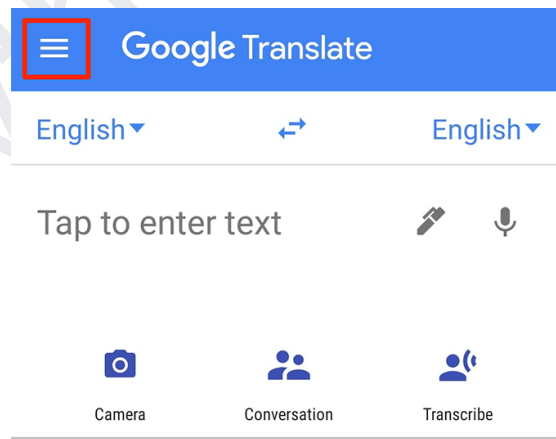 Google Translate
English English
Tap to enter text
Camera Conversation Transcribe